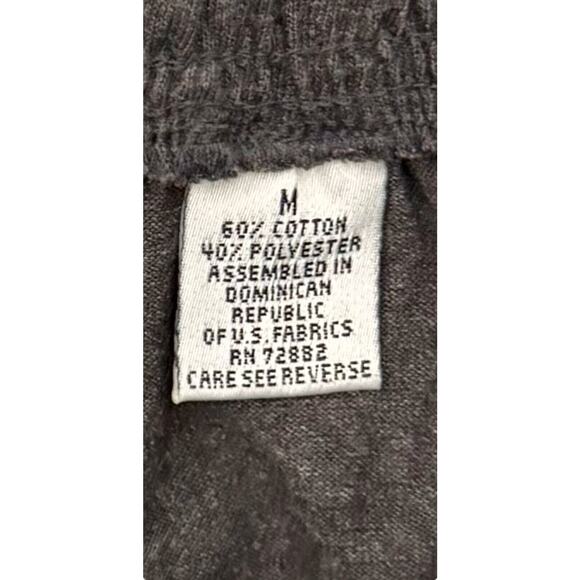 M
60% COTTON
40% POLYESTER
ASSEMBLED IN
DOMINICAN
REPUBLIC
OF U.S. FABRICS
RN 72882
CARE SEE REVERSE